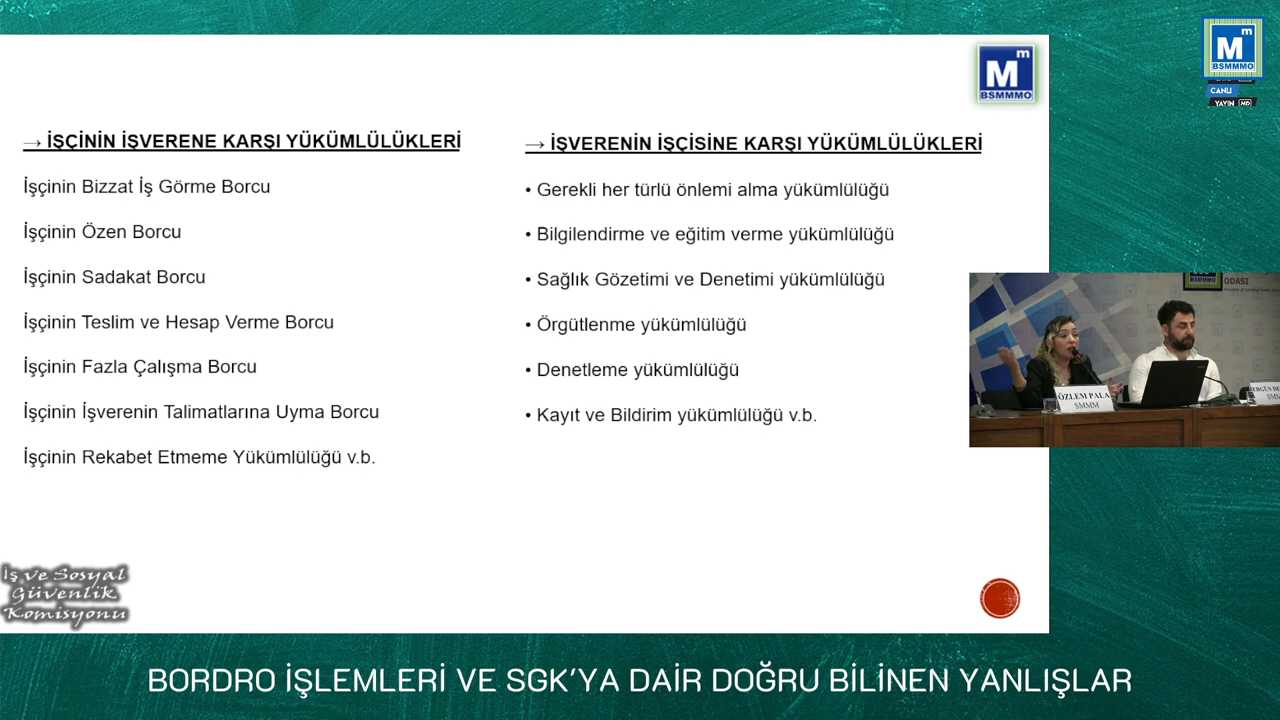 M
m
BSMMMO
CANLI
YAYIN HD
M
m
BSMMMO
→ İŞÇİNİN İŞVERENE KARŞI YÜKÜMLÜLÜKLERİ
İşçinin Bizzat İş Görme Borcu
İşçinin Özen Borcu
İşçinin Sadakat Borcu
İşçinin Teslim ve Hesap Verme Borcu
İşçinin Fazla Çalışma Borcu
İşçinin İşverenin Talimatlarına Uyma Borcu
İşçinin Rekabet Etmeme Yükümlülüğü v.b.
→ İŞVERENİN İŞÇİSİNE KARŞI YÜKÜMLÜLÜKLERİ
• Gerekli her türlü önlemi alma yükümlülüğü
• Bilgilendirme ve eğitim verme yükümlülüğü
• Sağlık Gözetimi ve Denetimi yükümlülüğü
• Örgütlenme yükümlülüğü
• Denetleme yükümlülüğü
• Kayıt ve Bildirim yükümlülüğü v.b.
BSMMMO
ODASI
ÖZLEM PALA
SMMM
İş ve Sosyal
Güvenlik
Komisyonu
BORDRO İŞLEMLERİ VE SGK'YA DAİR DOĞRU BİLİNEN YANLIŞLAR